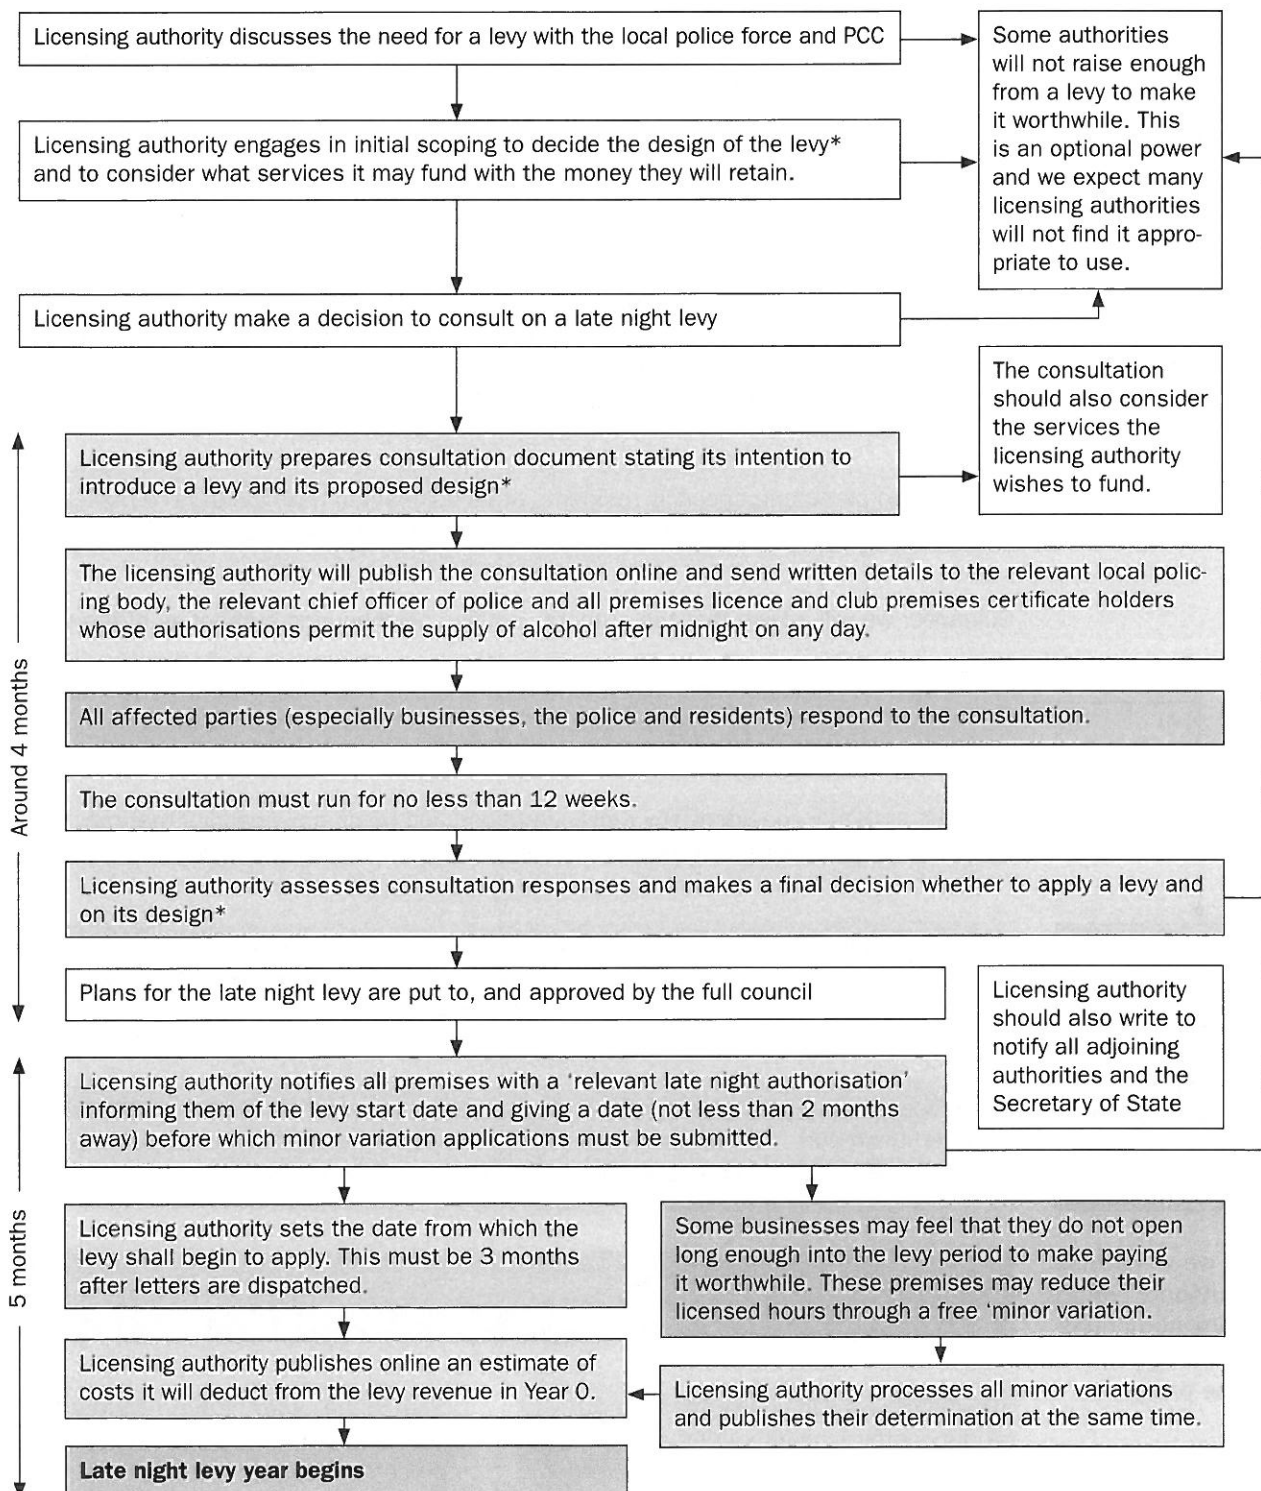 Licensing authority discusses the need for a levy with the local police force and PCC
Some authorities
will not raise enough
from a levy to make
it worthwhile. This
is an optional power
and we expect many
licensing authorities
will not find it appro-
priate to use.
Licensing authority engages in initial scoping to decide the design of the levy*
and to consider what services it may fund with the money they will retain.
Licensing authority make a decision to consult on a late night levy
The consultation
should also consider
the services the
licensing authority
wishes to fund.
Around 4 months
Licensing authority prepares consultation document stating its intention to
introduce a levy and its proposed design*
The licensing authority will publish the consultation online and send written details to the relevant local polic-
ing body, the relevant chief officer of police and all premises licence and club premises certificate holders
whose authorisations permit the supply of alcohol after midnight on any day.
All affected parties (especially businesses, the police and residents) respond to the consultation.
The consultation must run for no less than 12 weeks.
Licensing authority assesses consultation responses and makes a final decision whether to apply a levy and
on its design*
Plans for the late night levy are put to, and approved by the full council
Licensing authority
should also write to
notify all adjoining
authorities and the
Secretary of State
5 months
Licensing authority notifies all premises with a 'relevant late night authorisation'
informing them of the levy start date and giving a date (not less than 2 months
away) before which minor variation applications must be submitted.
Licensing authority sets the date from which the
levy shall begin to apply. This must be 3 months
after letters are dispatched.
Some businesses may feel that they do not open
long enough into the levy period to make paying
it worthwhile. These premises may reduce their
licensed hours through a free 'minor variation.
Licensing authority publishes online an estimate of
costs it will deduct from the levy revenue in Year 0.
Licensing authority processes all minor variations
and publishes their determination at the same time.
Late night levy year begins